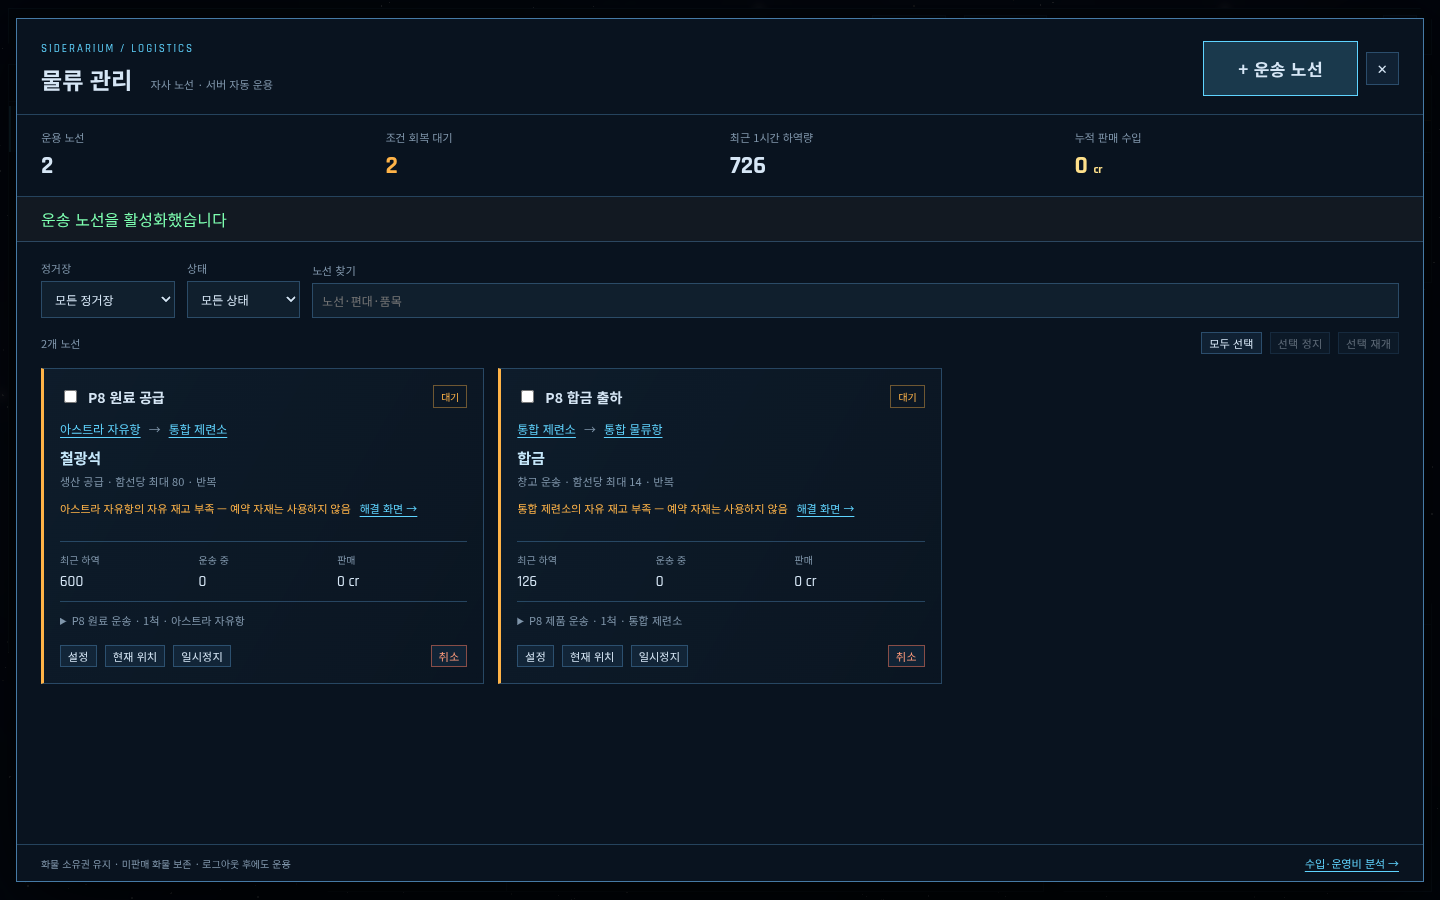 SIDERARIUM / LOGISTICS
물류 관리 자사 노선 · 서버 자동 운용
+ 운송 노선 ×
운용 노선 조건 회복 대기 최근 1시간 하역량 누적 판매 수입
2 2 726 0 cr
운송 노선을 활성화했습니다
정거장 상태 노선 찾기
모든 정거장 모든 상태 노선·편대·품목
2개 노선 모두 선택 선택 정지 선택 재개
P8 원료 공급 대기
아스트라 자유항 → 통합 제련소
철광석
생산 공급 · 함선당 최대 80 · 반복
아스트라 자유항의 자유 재고 부족 — 예약 자재는 사용하지 않음 해결 화면 →
최근 하역 운송 중 판매
600 0 0 cr
▶ P8 원료 운송 · 1척 · 아스트라 자유항
설정 현재 위치 일시정지 취소
P8 합금 출하 대기
통합 제련소 → 통합 물류항
합금
창고 운송 · 함선당 최대 14 · 반복
통합 제련소의 자유 재고 부족 — 예약 자재는 사용하지 않음 해결 화면 →
최근 하역 운송 중 판매
126 0 0 cr
▶ P8 제품 운송 · 1척 · 통합 제련소
설정 현재 위치 일시정지 취소
화물 소유권 유지 · 미판매 화물 보존 · 로그아웃 후에도 운용
수입·운영비 분석 →